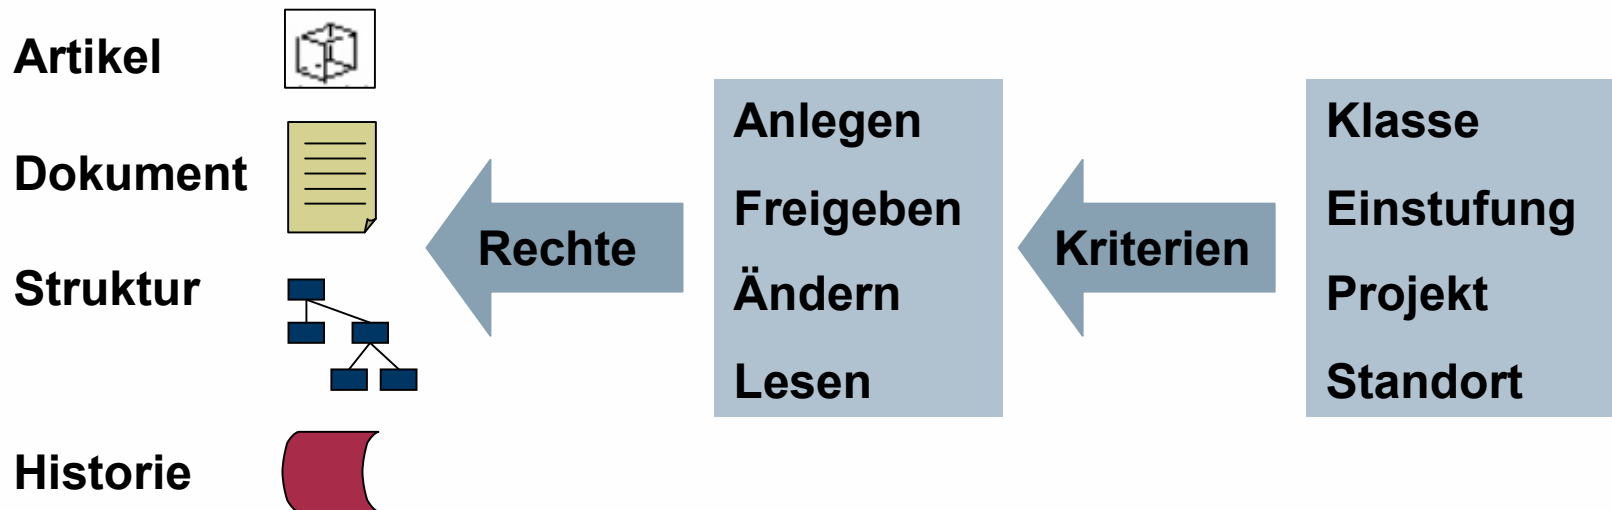 Artikel
Dokument
Struktur
Historie
Rechte
Anlegen
Freigeben
Ändern
Lesen
Kriterien
Klasse
Einstufung
Projekt
Standort